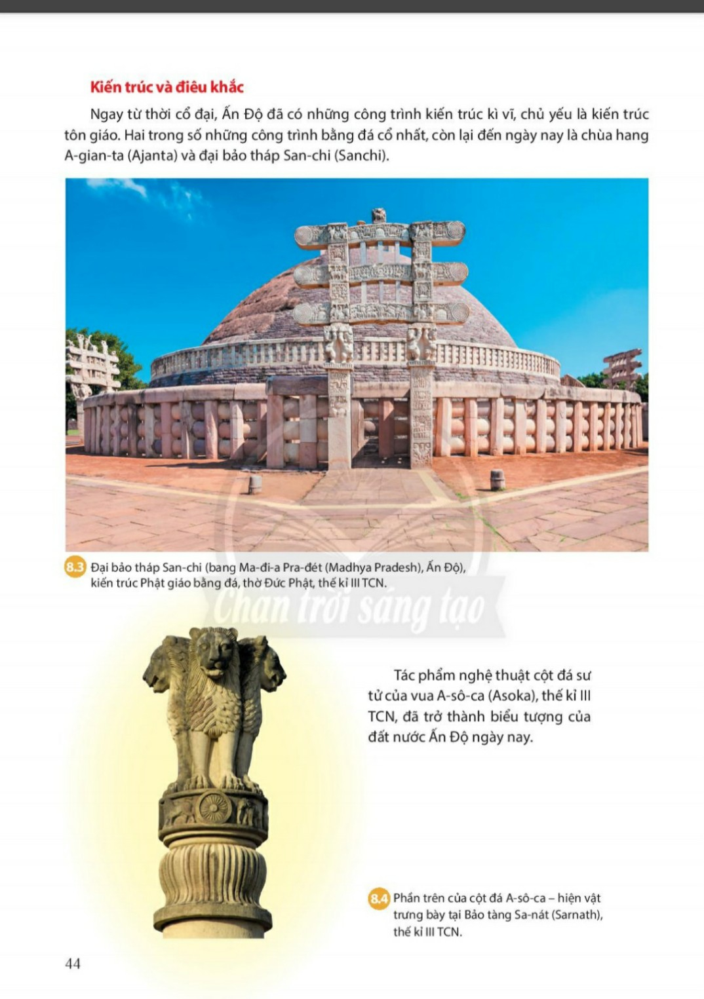 Kiến trúc và điêu khắc
Ngay từ thời cổ đại, Ấn Độ đã có những công trình kiến trúc kì vĩ, chủ yếu là kiến trúc
tôn giáo. Hai trong số những công trình bằng đá cổ nhất, còn lại đến ngày nay là chùa hang
A-gian-ta (Ajanta) và đại bảo tháp San-chi (Sanchi).
8.3 Đại bảo tháp San-chi (bang Ma-đi-a Pra-đét (Madhya Pradesh), Ấn Độ),
kiến trúc Phật giáo bằng đá, thờ Đức Phật, thế kỉ III TCN.
Chân trời sáng tạo
Tác phẩm nghệ thuật cột đá sư
tử của vua A-sô-ca (Asoka), thế kỉ III
TCN, đã trở thành biểu tượng của
đất nước Ấn Độ ngày nay.
8.4 Phần trên của cột đá A-sô-ca – hiện vật
trưng bày tại Bảo tàng Sa-nát (Sarnath),
thế kỉ III TCN.
44